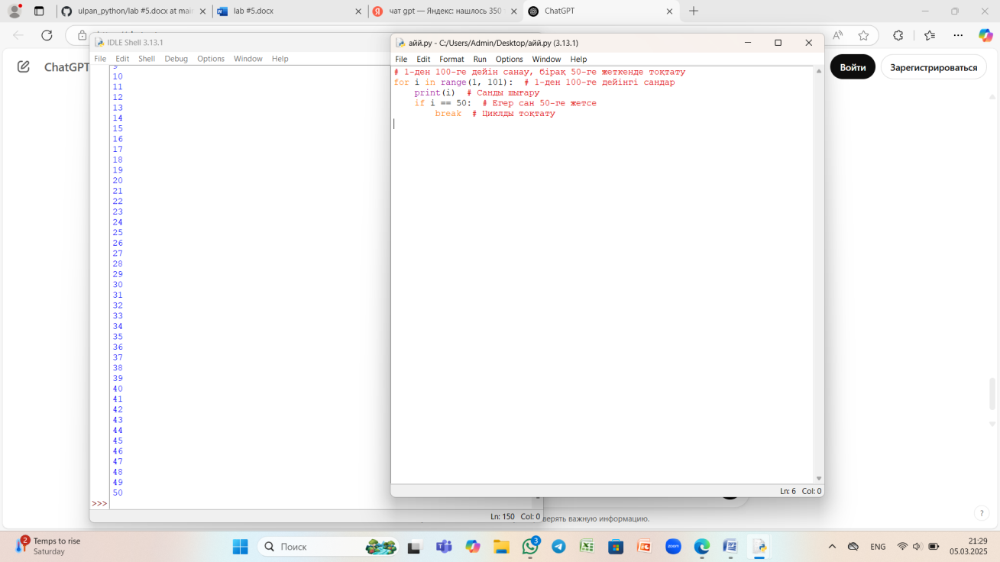 ulpan_python/lab #5.docx at mair
lab #5.docx
чат gpt — Яндекс: нашлось 350
ChatGPT
IDLE Shell 3.13.1
File Edit Shell Debug Options Window Help
ChatGPT
Войти
Зарегистрироваться
10
11
12
13
14
15
16
17
18
19
20
21
22
23
24
25
26
27
28
29
30
31
32
33
34
35
36
37
38
39
40
41
42
43
44
45
46
47
48
49
50
>>>
Ln: 150 Col: 0
айй.py - C:/Users/Admin/Desktop/айй.py (3.13.1)
File Edit Format Run Options Window Help
# 1-ден 100-ге дейін санау, бірақ 50-ге жеткенде тоқтату
for i in range(1, 101):  # 1-ден 100-ге дейінгі сандар
    print(i)  # Санды шығару
    if i == 50:  # Егер сан 50-ге жетсе
        break  # Циклды тоқтату
Ln: 6 Col: 0
верять важную информацию.
?
2
Temps to rise
Saturday
Поиск
3
zoom
ENG
21:29
05.03.2025